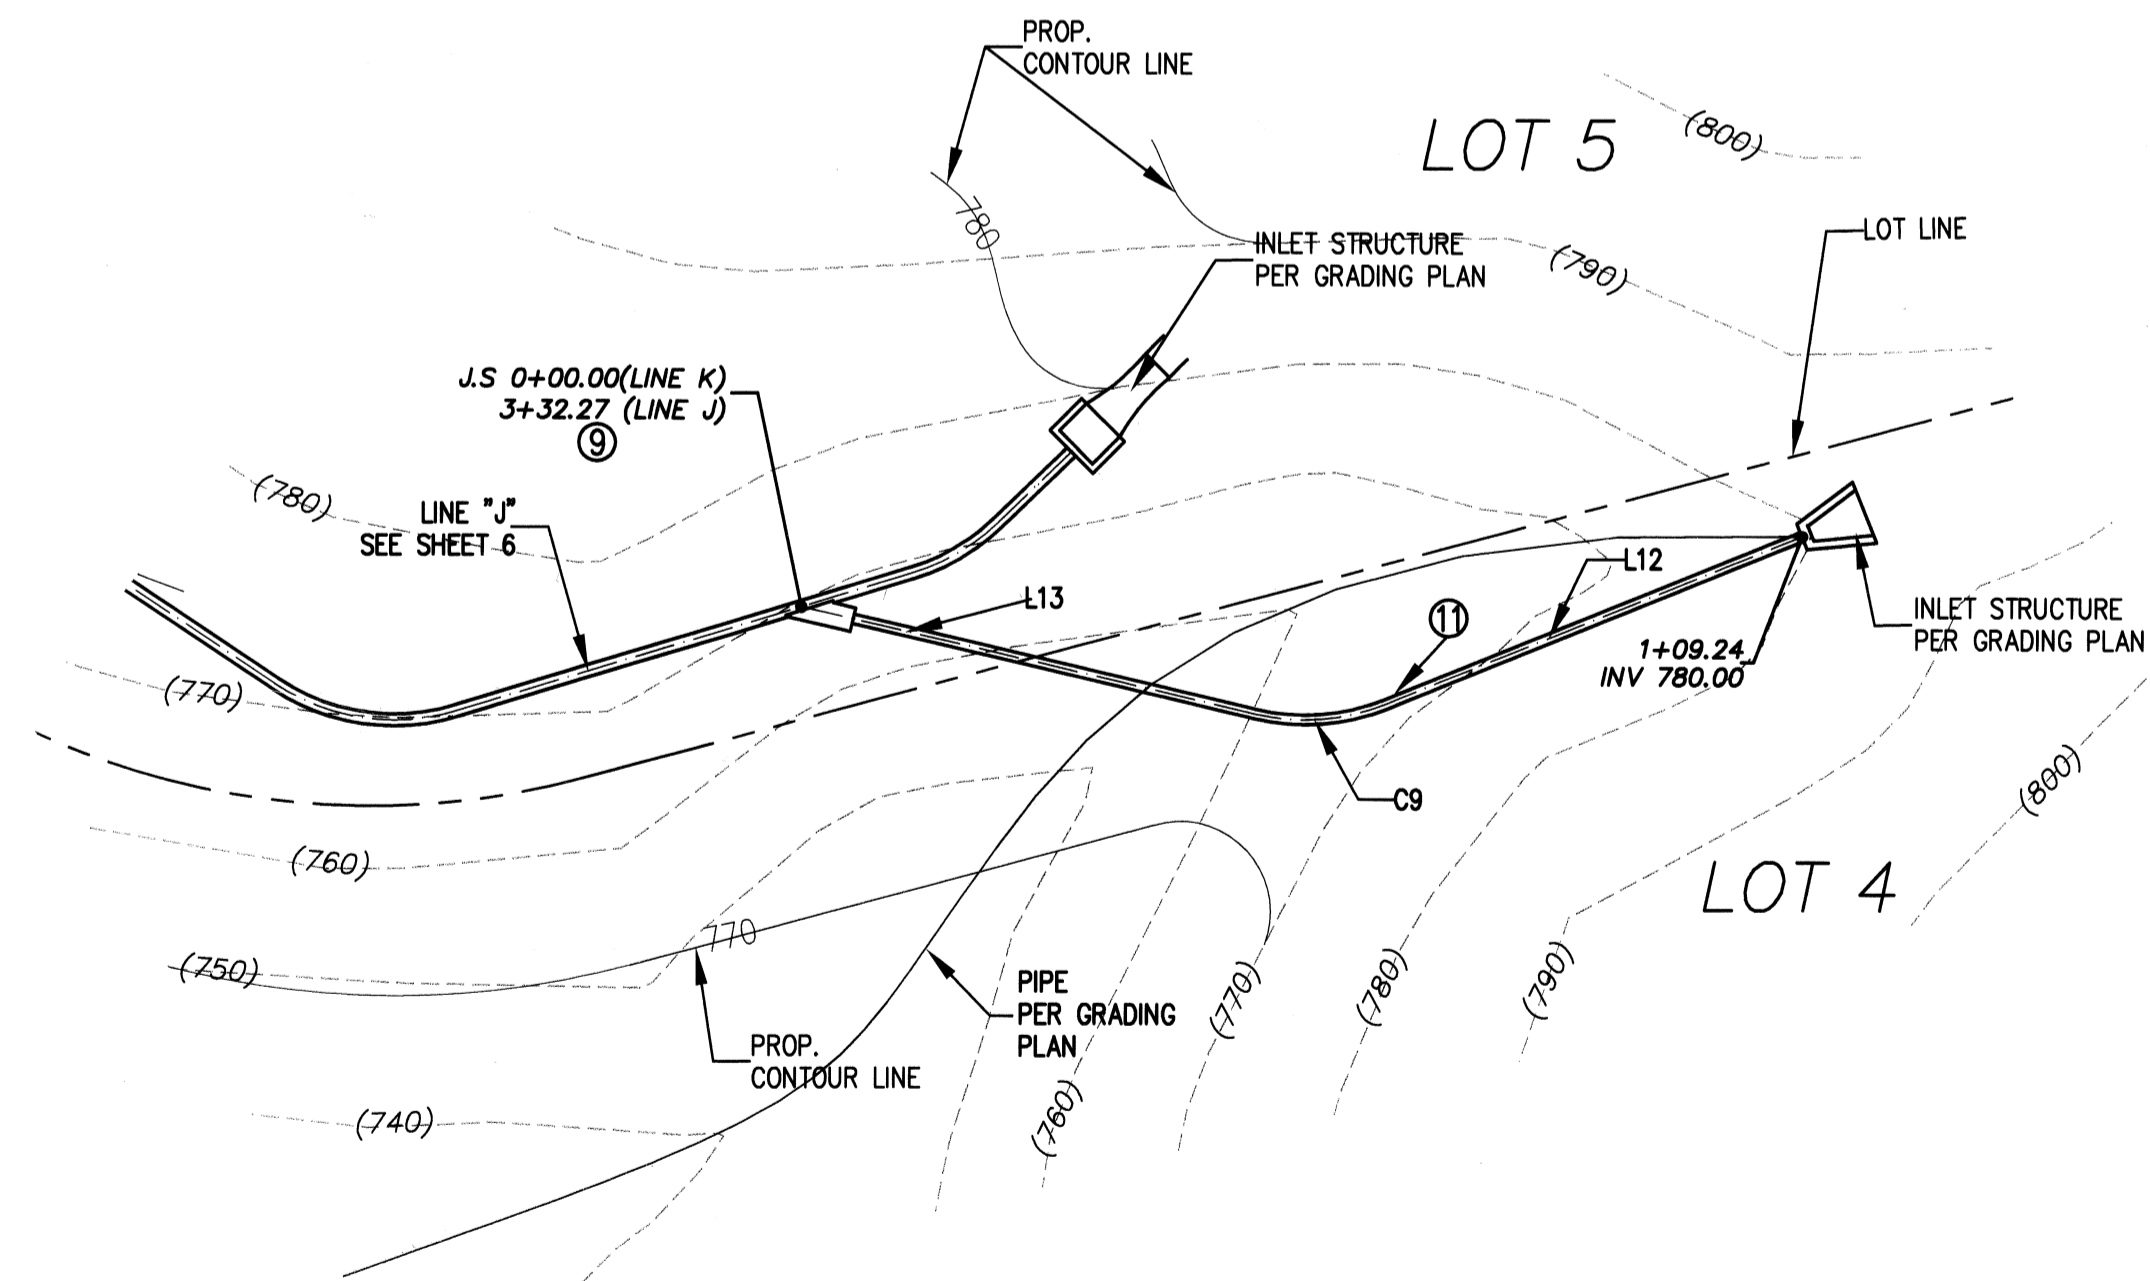 PROP.
CONTOUR LINE
LOT 5
(800)
780
INLET STRUCTURE
PER GRADING PLAN
(790)
LOT LINE
J.S 0+00.00(LINE K)
3+32.27 (LINE J)
9
(780)
LINE "J"
SEE SHEET 6
L13
L12
11
1+09.24
INV 780.00
INLET STRUCTURE
PER GRADING PLAN
(770)
C9
(800)
(760)
LOT 4
770
(750)
PIPE
PER GRADING
PLAN
(770)
(780)
(790)
PROP.
CONTOUR LINE
(740)
(760)